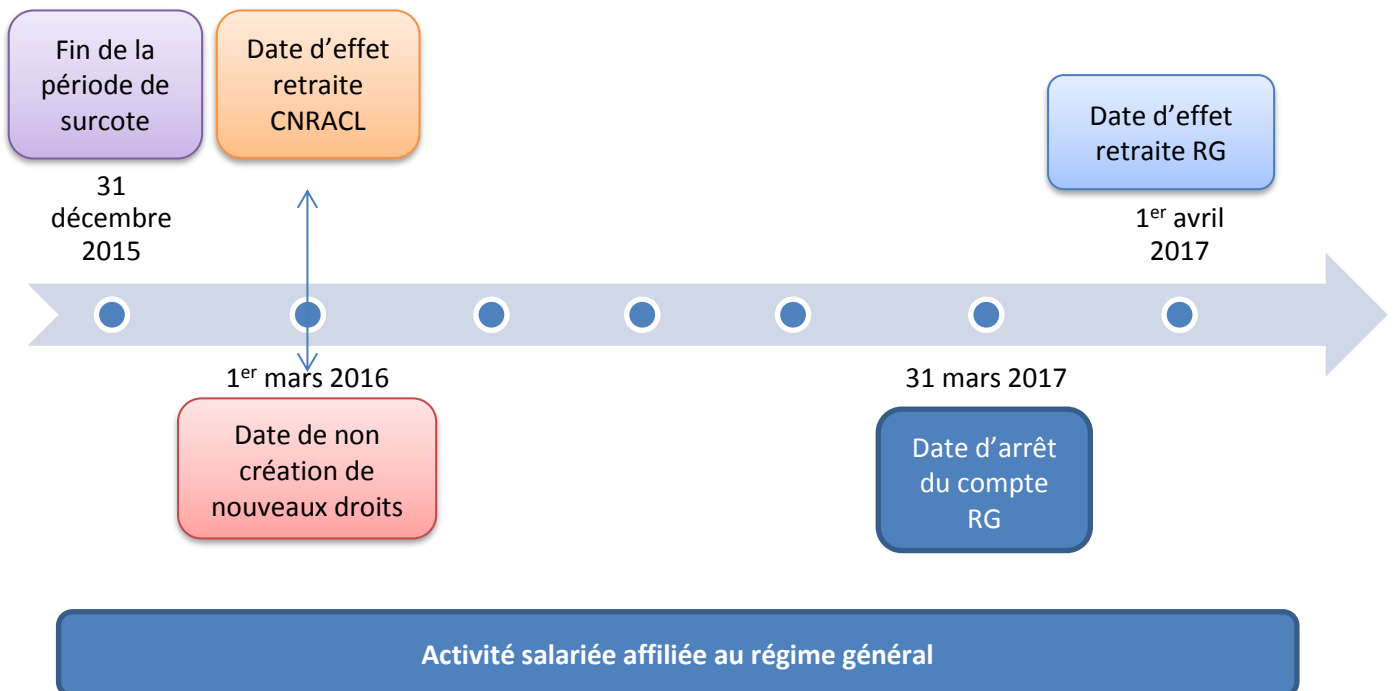 Fin de la
période de
surcote
Date d’effet
retraite
CNRACL
Date d’effet
retraite RG
31
décembre
2015
1er avril
2017
1er mars 2016
31 mars 2017
Date de non
création de
nouveaux droits
Date d’arrêt
du compte
RG
Activité salariée affiliée au régime général